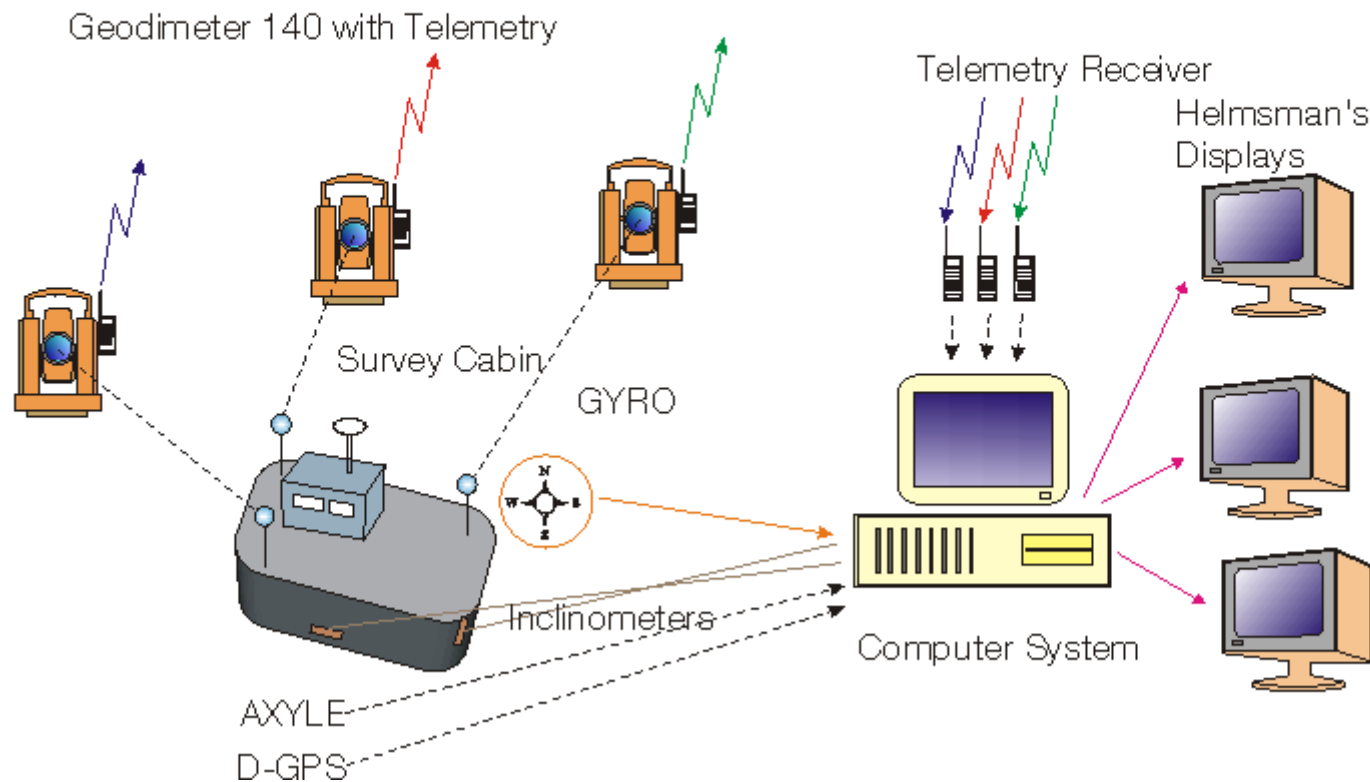 Geodimeter 140 with Telemetry
Telemetry Receiver
Helmsman's
Displays
Survey Cabin
GYRO
N
W E
S
Inclinometers
Computer System
AXYLE
D-GPS